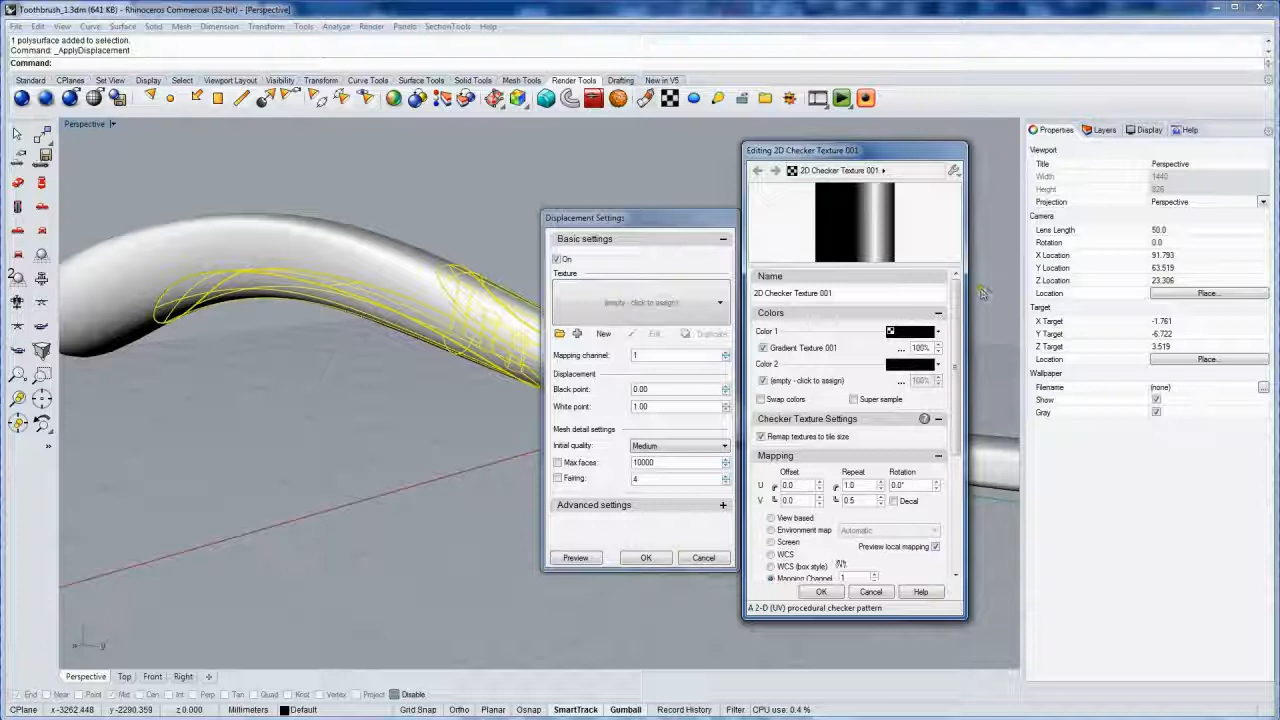 Toothbrush_1.3dm (641 KB) - Rhinoceros Commercial (32-bit) - [Perspective]
File Edit View Curve Surface Solid Mesh Dimension Transform Tools Analyze Render Panels SectionTools Help
1 polysurface added to selection.
Command: _ApplyDisplacement
Command:
Standard CPlanes Set View Display Select Viewport Layout Visibility Transform Curve Tools Surface Tools Solid Tools Mesh Tools Render Tools Drafting New in V5
Perspective
Displacement Settings
Basic settings
On
Texture
(empty - click to assign)
New Edit Duplicate
Mapping channel: 1
Displacement
Black point: 0.00
White point: 1.00
Mesh detail settings
Initial quality: Medium
Max faces: 10000
Fairing: 4
Advanced settings
Preview OK Cancel
Editing 2D Checker Texture 001
2D Checker Texture 001
Name
2D Checker Texture 001
Colors
Color 1
Gradient Texture 001 ... 100%
Color 2
(empty - click to assign) ... 100%
Swap colors Super sample
Checker Texture Settings
Remap textures to tile size
Mapping
Offset Repeat Rotation
U 0.0 1.0 0.0°
V 0.0 0.5 Decal
View based
Environment map Automatic
Screen
Preview local mapping
WCS
WCS (box style)
Mapping Channel 1
OK Cancel Help
A 2-D (UV) procedural checker pattern
Properties Layers Display Help
Viewport
Title Perspective
Width 1440
Height 826
Projection Perspective
Camera
Lens Length 50.0
Rotation 0.0
X Location 91.793
Y Location 63.519
Z Location 23.306
Location Place...
Target
X Target -1.761
Y Target -6.722
Z Target 3.519
Location Place...
Wallpaper
Filename (none) ...
Show
Gray
x y
Perspective Top Front Right
End Near Point Mid Cen Int Perp Tan Quad Knot Vertex Project Disable
CPlane x -3262.448 y -2290.359 z 0.000 Millimeters Default Grid Snap Ortho Planar Osnap SmartTrack Gumball Record History Filter CPU use: 0.4 %